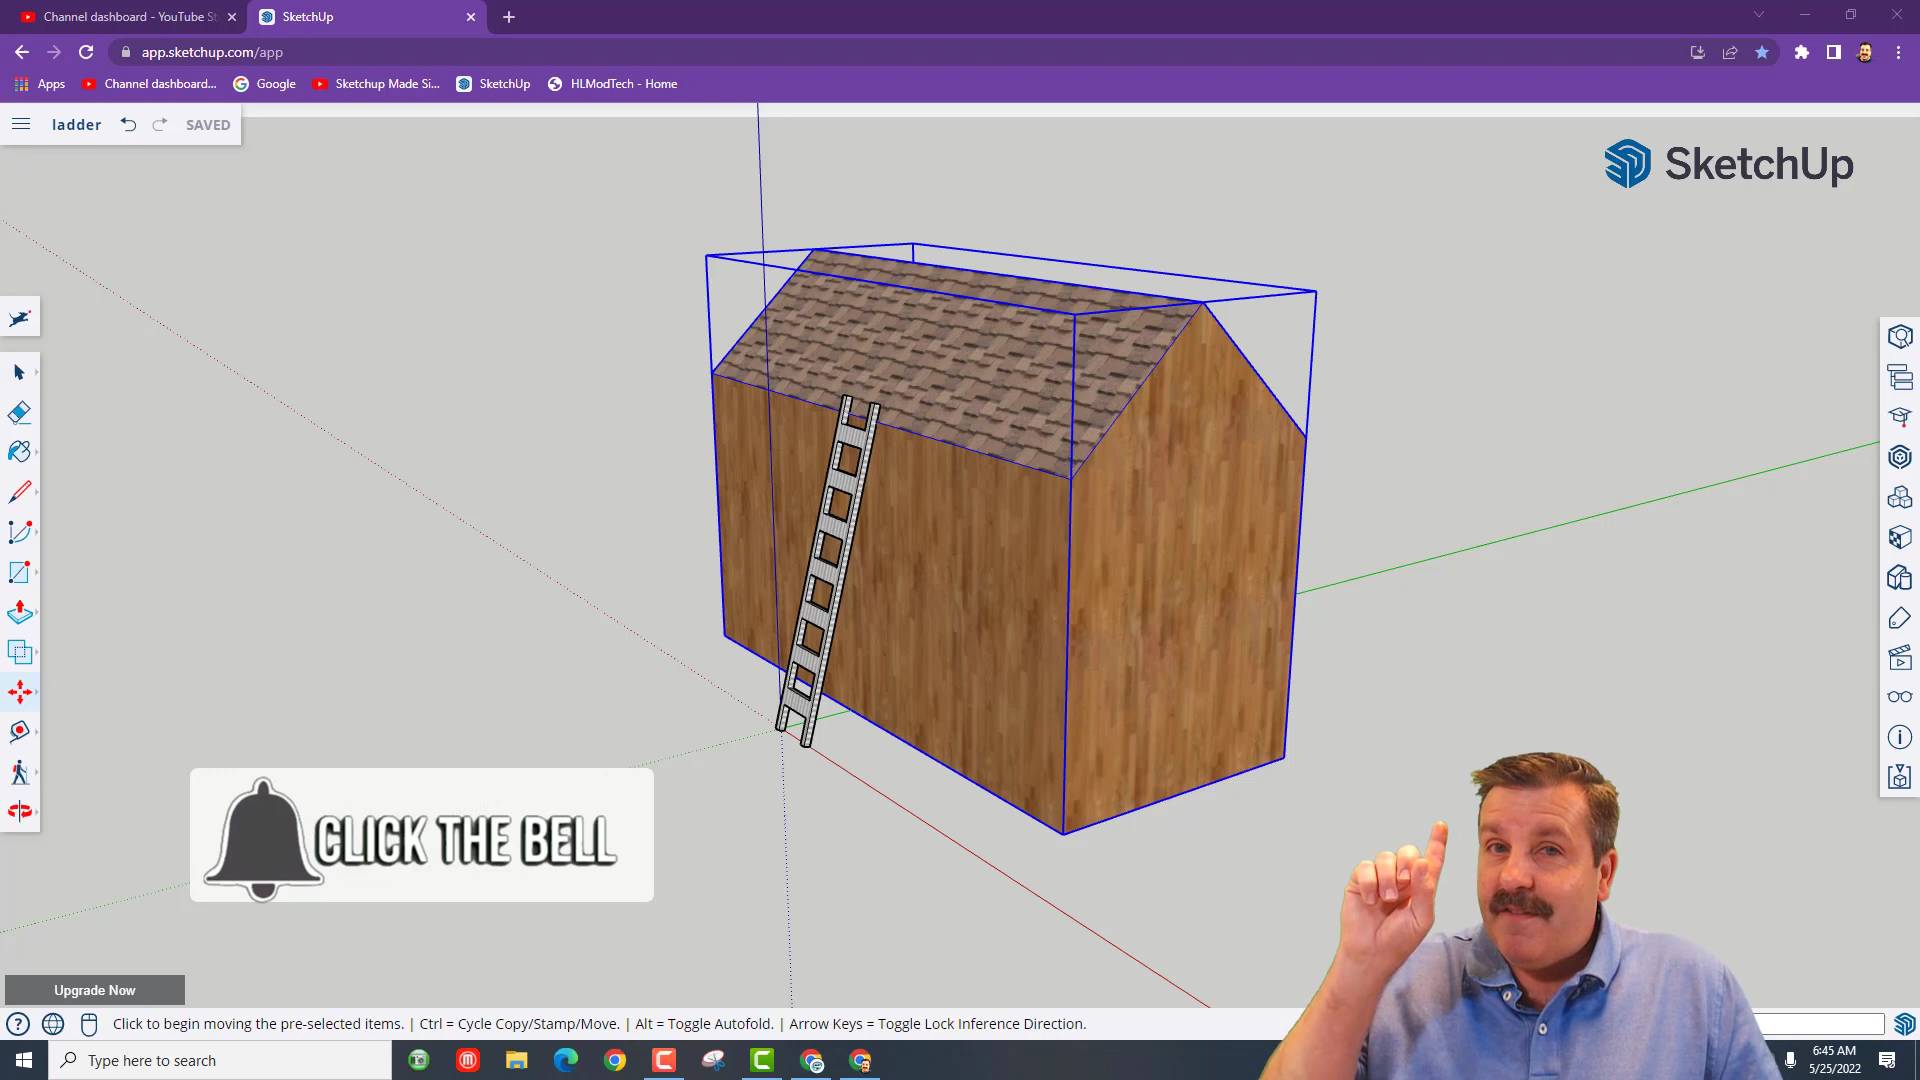 Channel dashboard - YouTube St
SketchUp
app.sketchup.com/app
Apps
Channel dashboard...
Google
Sketchup Made Si...
SketchUp
HLModTech - Home
ladder
SAVED
SketchUp
CLICK THE BELL
Upgrade Now
Click to begin moving the pre-selected items. | Ctrl = Cycle Copy/Stamp/Move. | Alt = Toggle Autofold. | Arrow Keys = Toggle Lock Inference Direction.
Type here to search
6:45 AM
5/25/2022